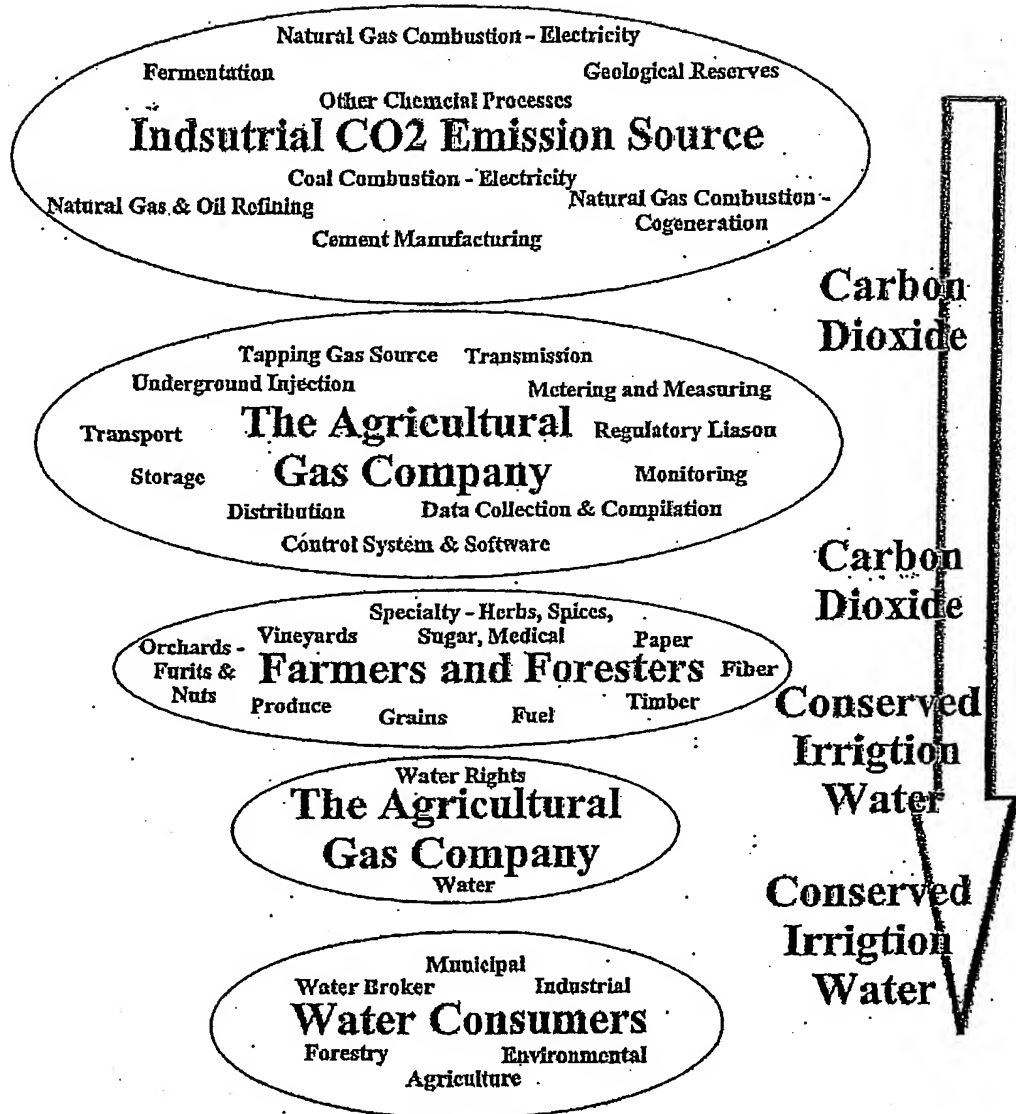 Natural Gas Combustion - Electricity
Fermentation
Geological Reserves
Other Chemcial Processes
Indsutrial CO2 Emission Source
Coal Combustion - Electricity
Natural Gas & Oil Refining
Natural Gas Combustion -
Cogeneration
Cement Manufacturing
Carbon
Dioxide
Tapping Gas Source
Transmission
Underground Injection
Metering and Measuring
Transport
The Agricultural
Gas Company
Regulatory Liason
Storage
Monitoring
Distribution
Data Collection & Compilation
Control System & Software
Carbon
Dioxide
Specialty - Herbs, Spices,
Sugar, Medical
Vineyards
Paper
Orchards -
Furits &
Nuts
Farmers and Foresters
Fiber
Produce
Grains
Fuel
Timber
Conserved
Irrigtion
Water
Water Rights
The Agricultural
Gas Company
Water
Conserved
Irrigtion
Water
Municipal
Water Broker
Industrial
Water Consumers
Forestry
Environmental
Agriculture